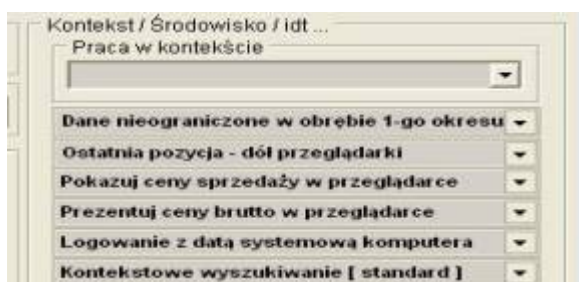 Kontekst / Środowisko / idt ...
Praca w kontekście
Dane nieograniczone w obrębie 1-go okresu
Ostatnia pozycja - dół przeglądarki
Pokazuj ceny sprzedaży w przeglądarce
Prezentuj ceny brutto w przeglądarce
Logowanie z datą systemową komputera
Kontekstowe wyszukiwanie [ standard ]